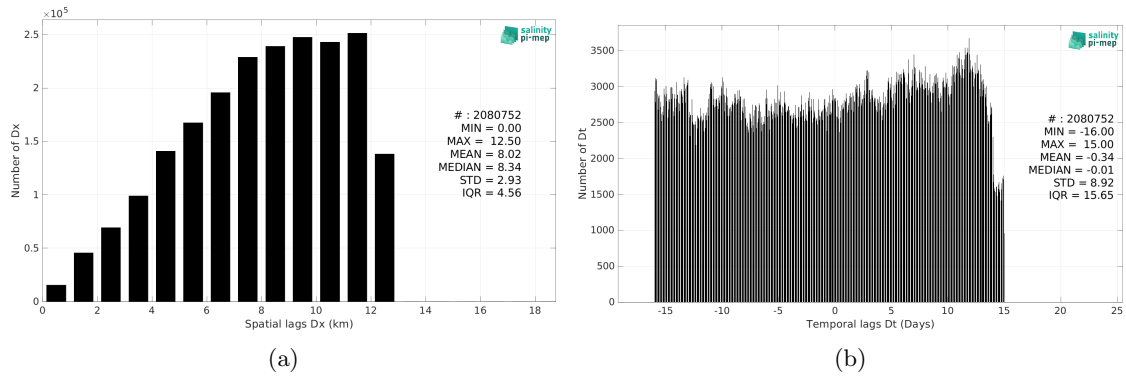 ×10⁵
2.5
2
1.5
1
0.5
0
Number of Dx
salinity
pi-mep
# : 2080752
MIN = 0.00
MAX = 12.50
MEAN = 8.02
MEDIAN = 8.34
STD = 2.93
IQR = 4.56
0 2 4 6 8 10 12 14 16 18
Spatial lags Dx (km)
(a)
3500
3000
2500
2000
1500
1000
500
0
Number of Dt
salinity
pi-mep
# : 2080752
MIN = -16.00
MAX = 15.00
MEAN = -0.34
MEDIAN = -0.01
STD = 8.92
IQR = 15.65
-15 -10 -5 0 5 10 15 20 25
Temporal lags Dt (Days)
(b)